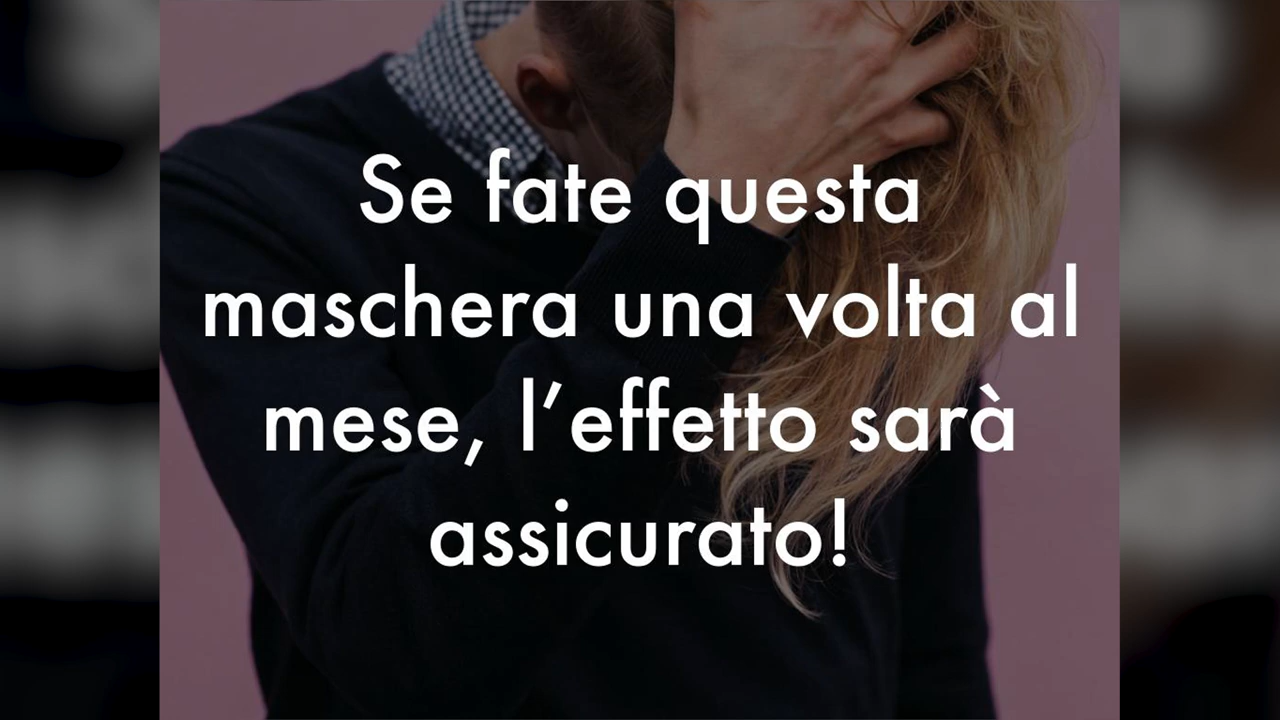 Se fate questa
maschera una volta al
mese, l’effetto sarà
assicurato!